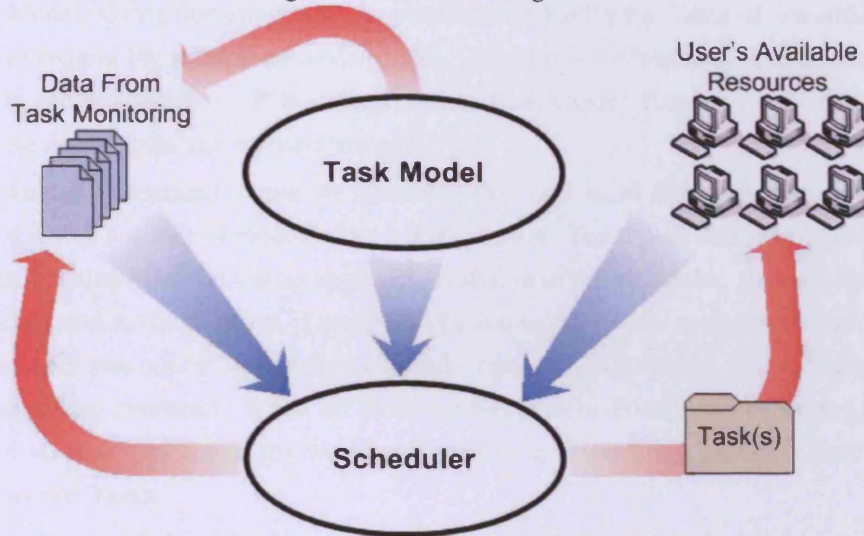 Data From
Task Monitoring
User's Available
Resources
Task Model
Scheduler
Task(s)